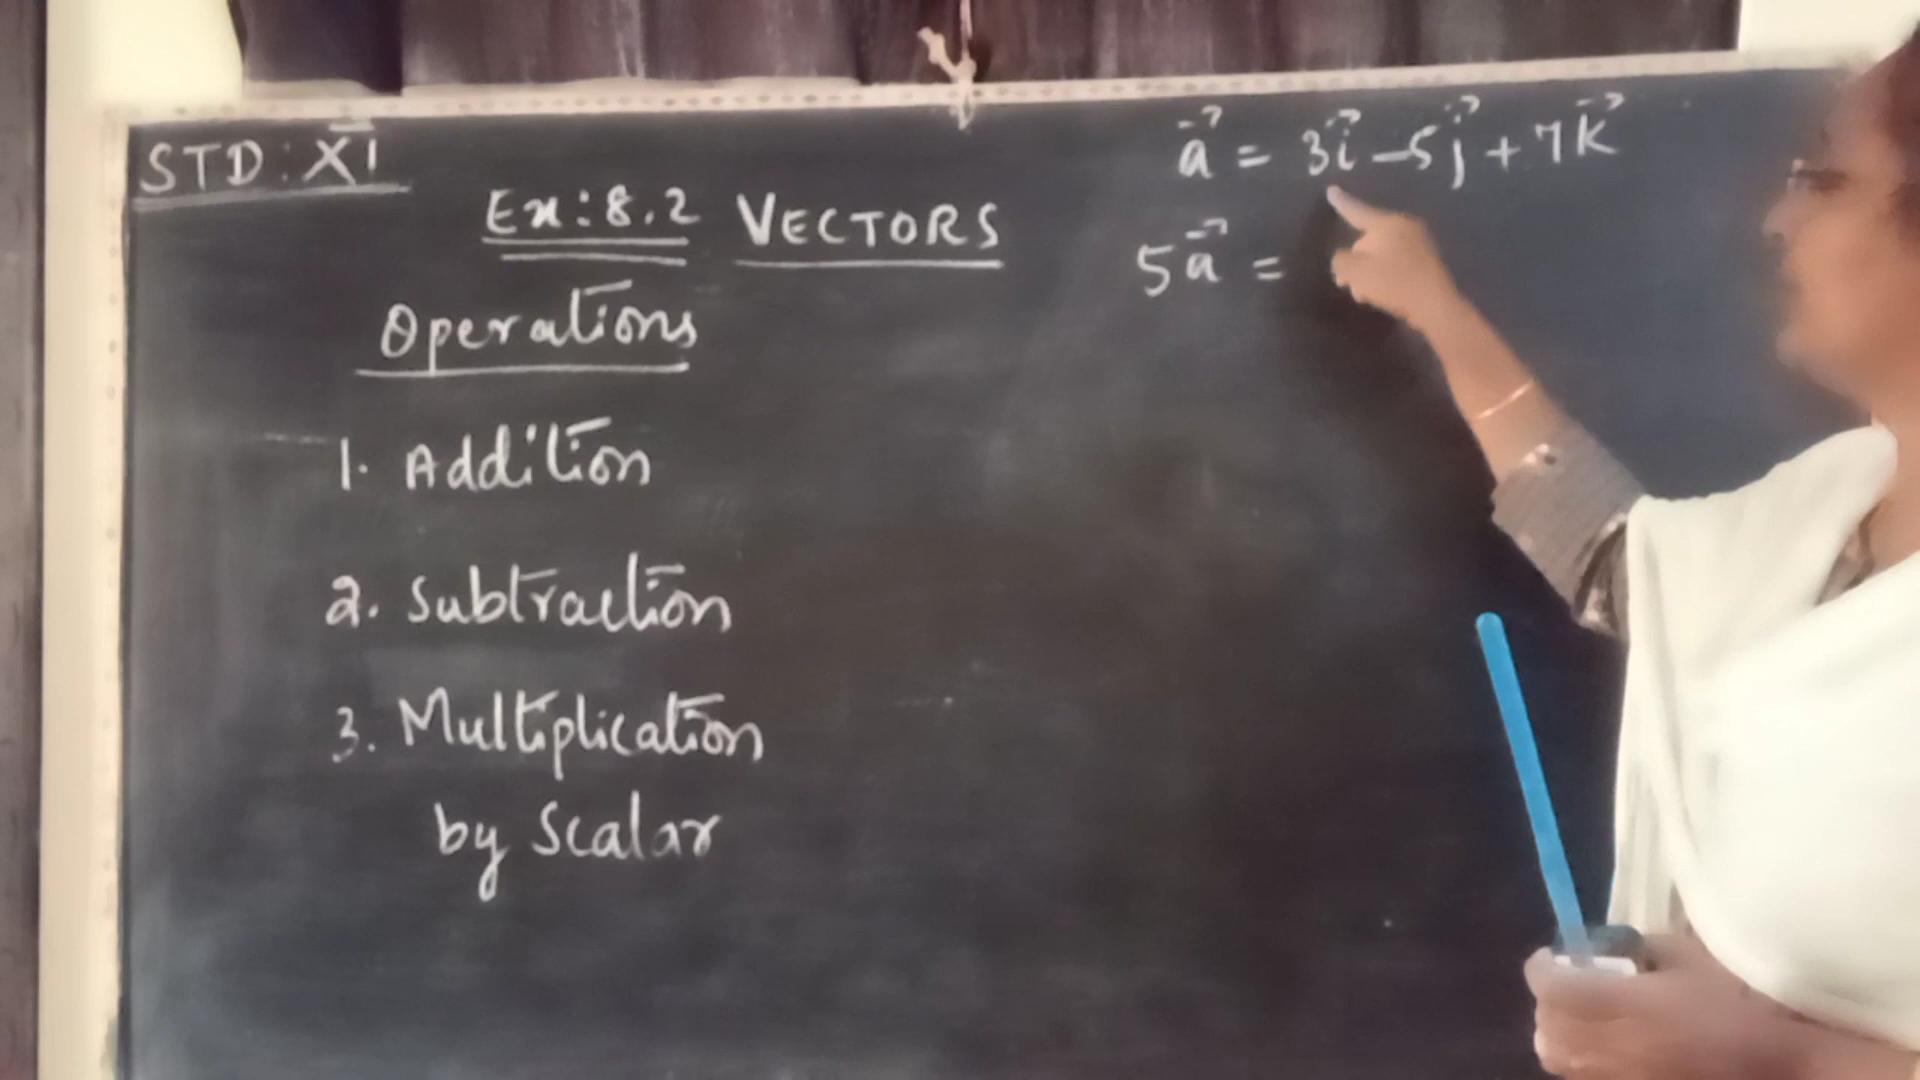 STD: XI
Ex: 8.2 VECTORS
Operations
1. Addition
2. Subtraction
3. Multiplication
by Scalar
a⃗ = 3i⃗ – 5j⃗ + 7k⃗
5a⃗ =